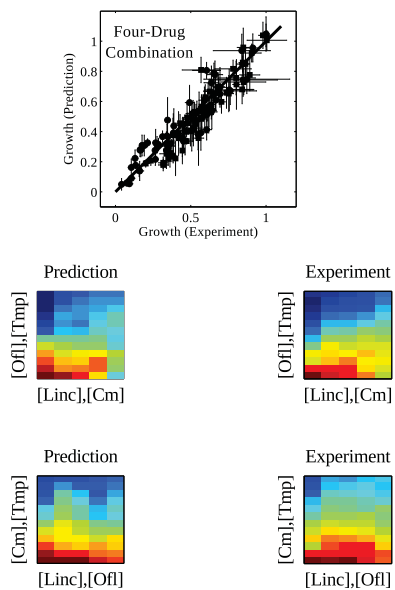 Four-Drug
Combination
Growth (Prediction)
1
0.8
0.6
0.4
0.2
0
0
0.5
1
Growth (Experiment)
Prediction
Experiment
[Ofl],[Tmp]
[Ofl],[Tmp]
[Linc],[Cm]
[Linc],[Cm]
Prediction
Experiment
[Cm],[Tmp]
[Cm],[Tmp]
[Linc],[Ofl]
[Linc],[Ofl]